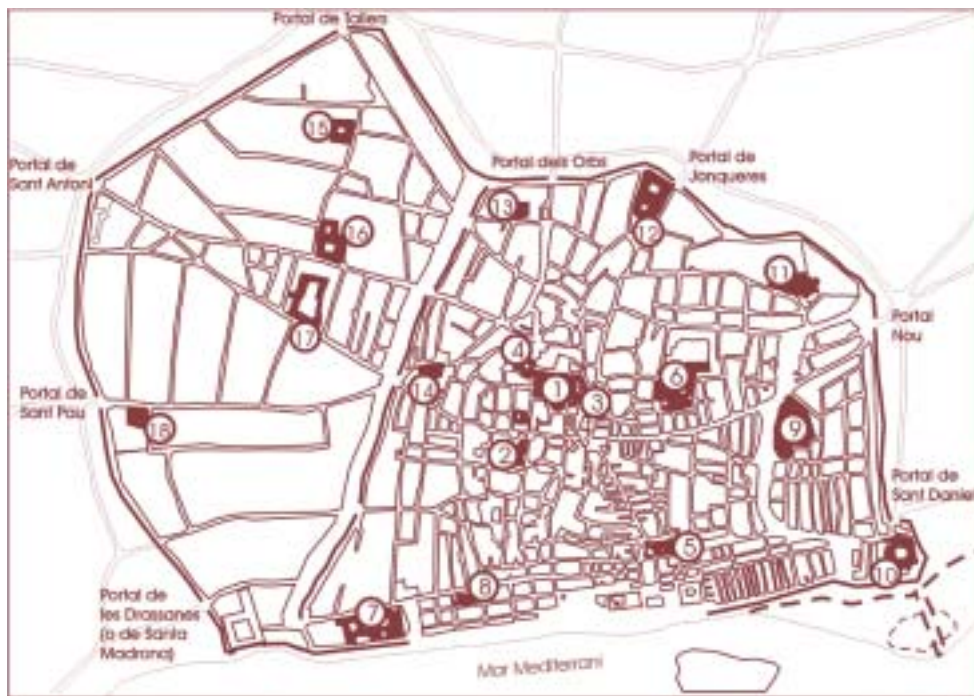 Portal de Tallers
Portal dels Orbs
Portal de
Jonqueres
Portal de
Sant Antoni
15
13
16
12
11
17
Portal
Nou
4
14
1
3
6
Portal de
Sant Pau
18
2
9
Portal de
Sant Daniel
5
10
8
7
Portal de
les Drassanes
(o de Santa
Madrona)
Mar Mediterrani